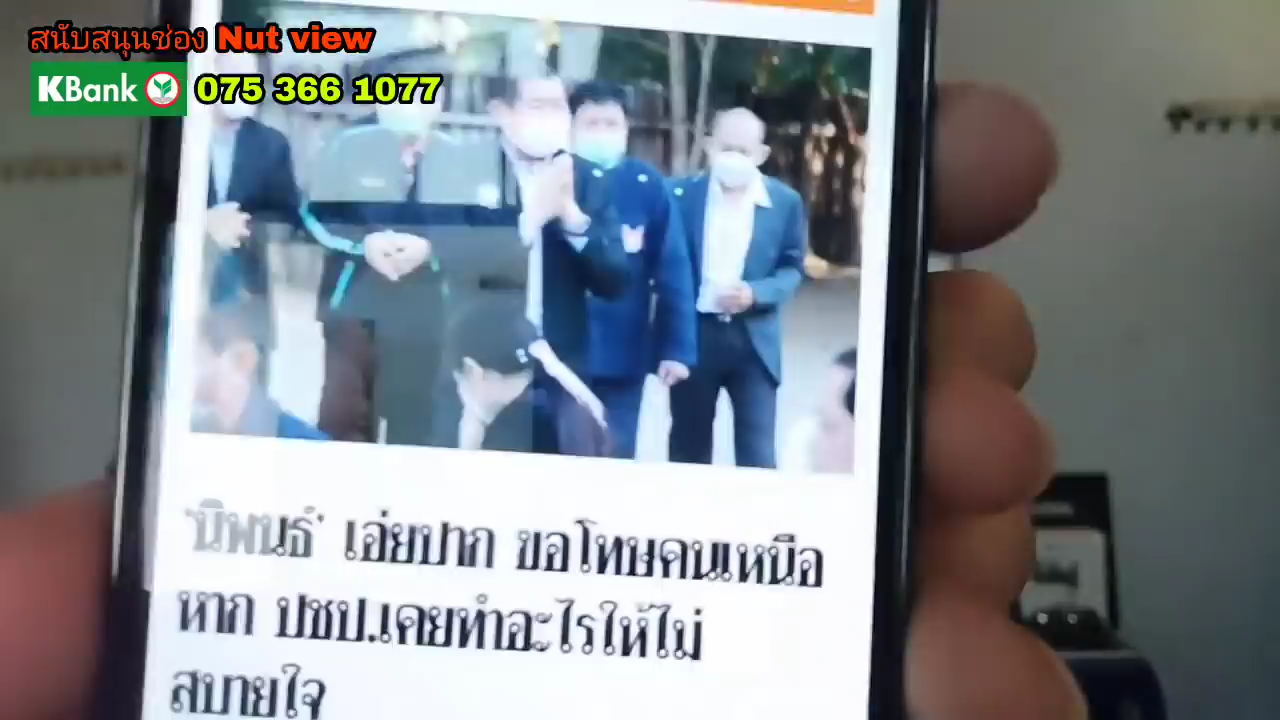 สนับสนุนช่อง Nut view
KBank 075 366 1077
'นิพนธ์' เอ่ยปาก ขอโทษคนเหนือ
หาก ปชป.เคยทำอะไรให้ไม่
สบายใจ